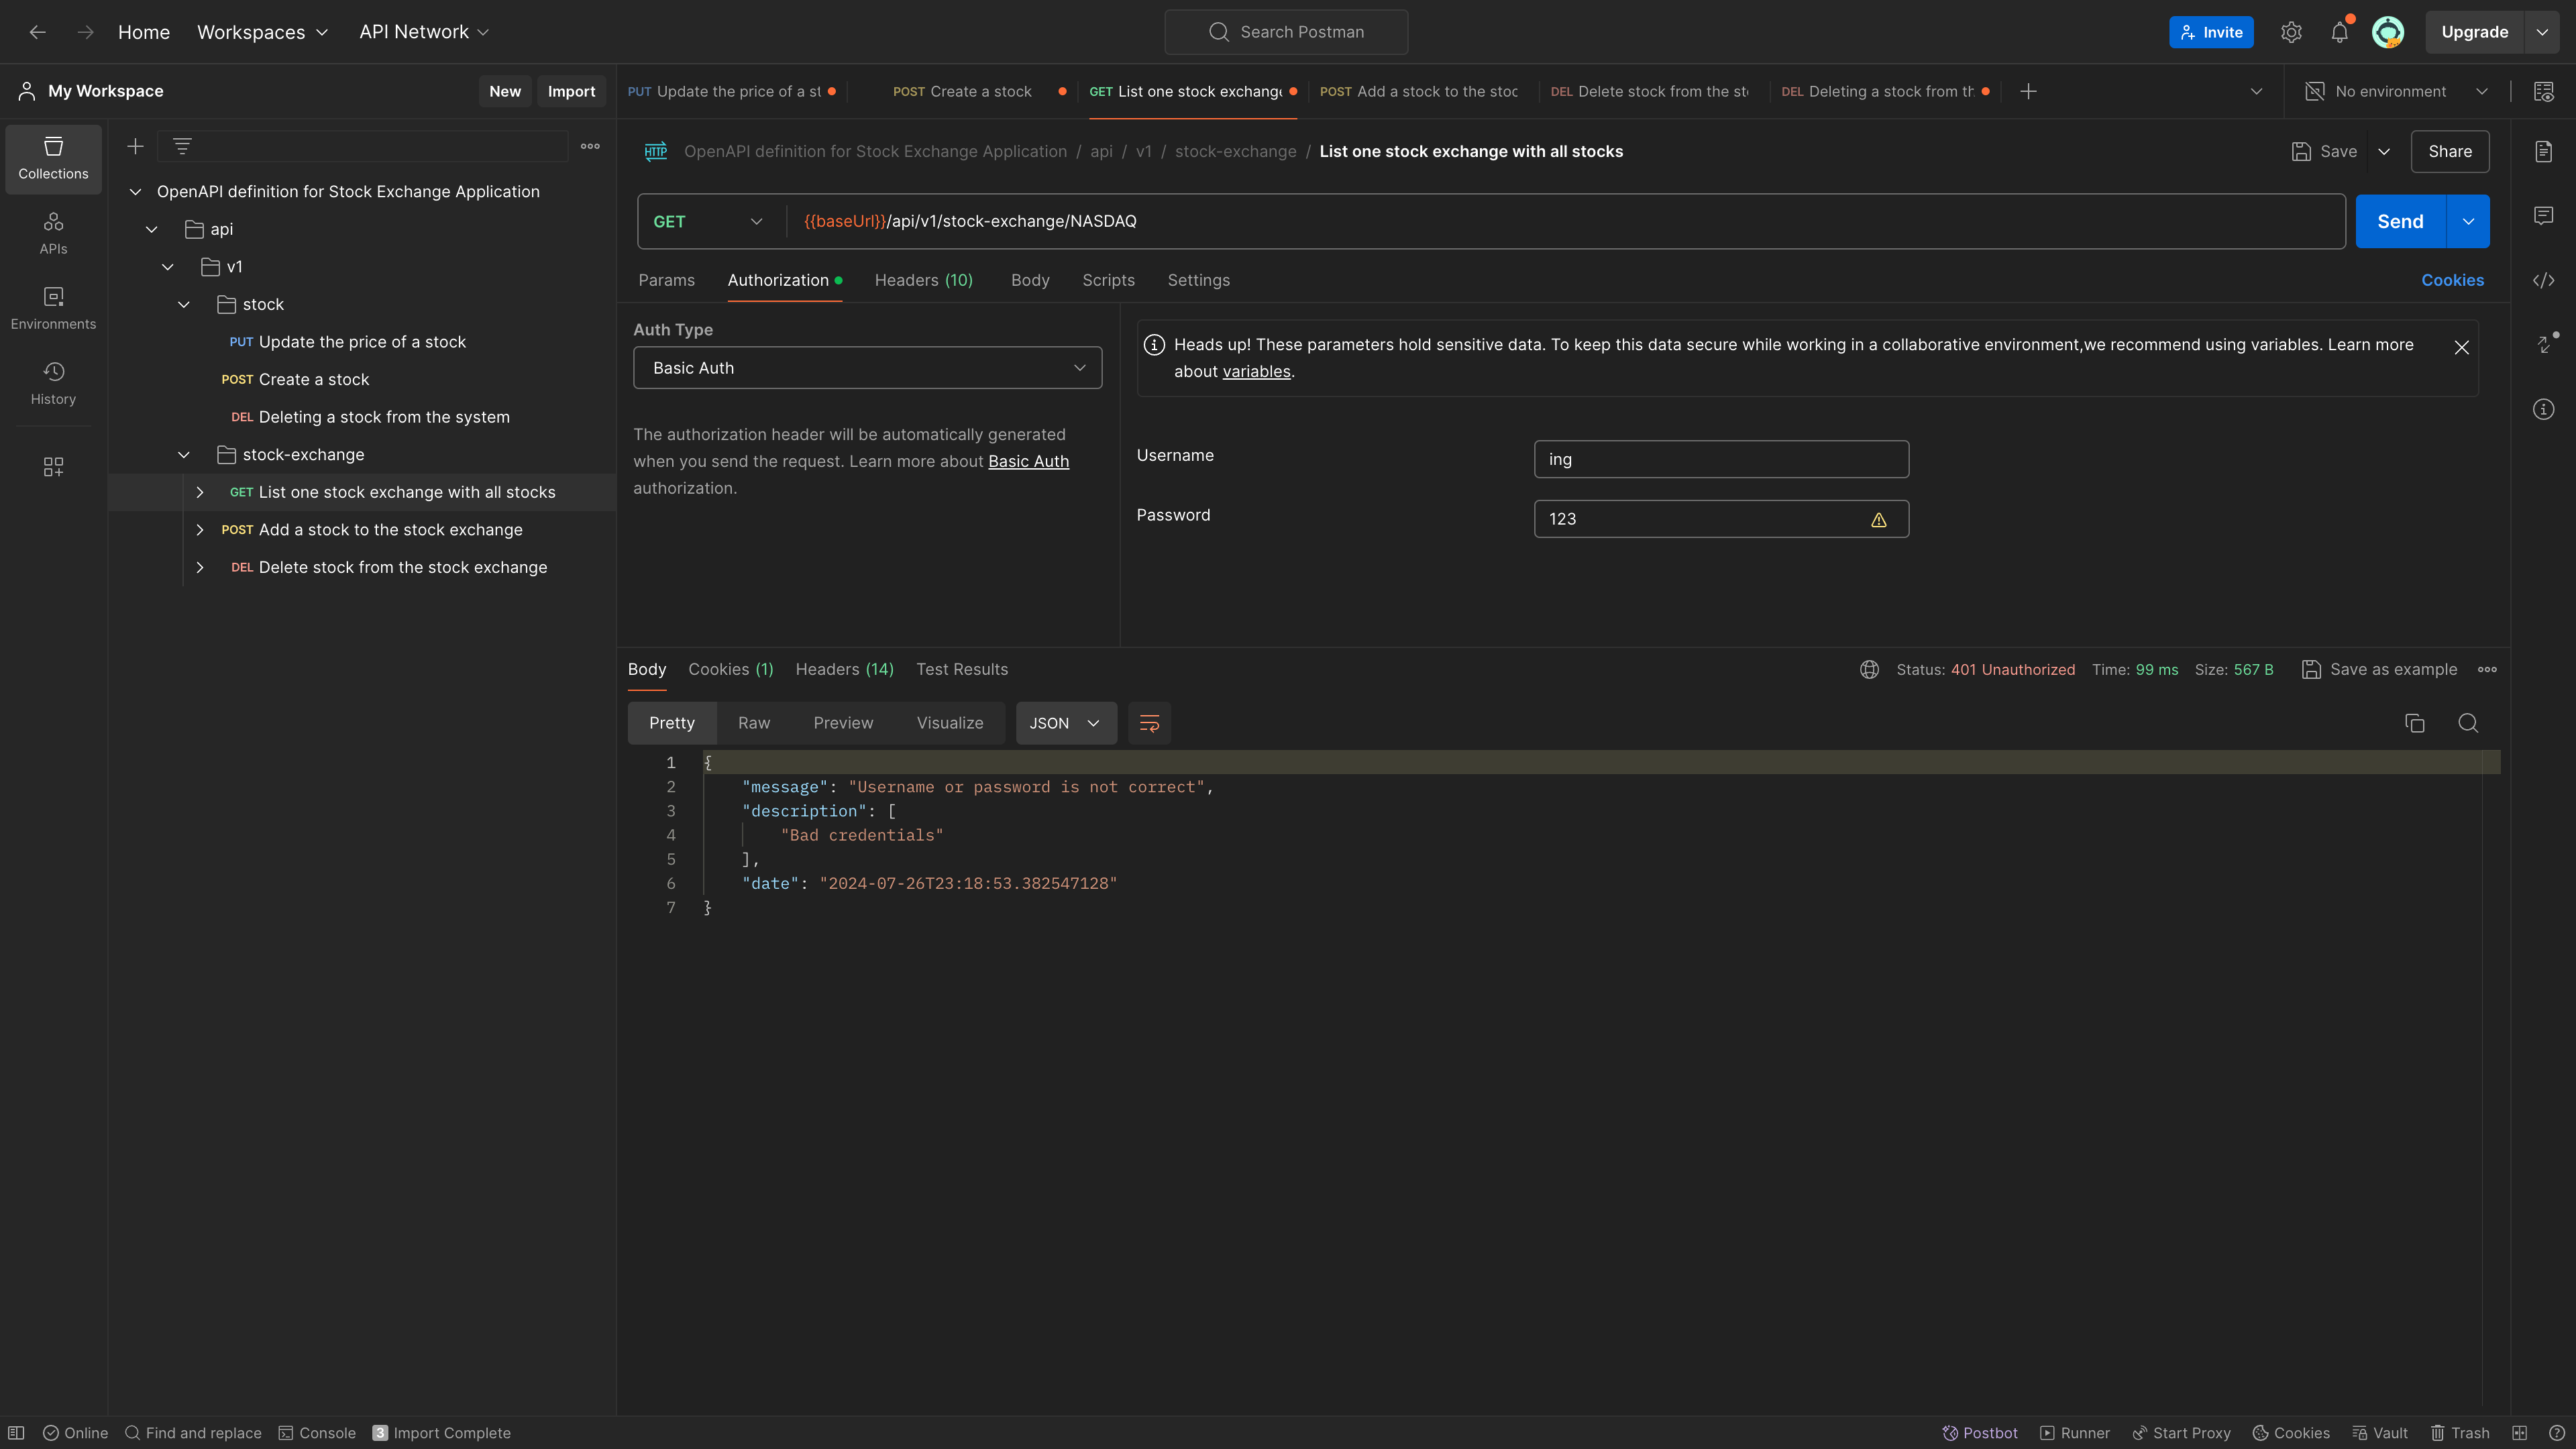 Home Workspaces API Network Search Postman Invite Upgrade
My Workspace New Import
PUT Update the price of a st POST Create a stock GET List one stock exchange POST Add a stock to the stoc DEL Delete stock from the st DEL Deleting a stock from th No environment
Collections
APIs
Environments
History
OpenAPI definition for Stock Exchange Application
api
v1
stock
PUT Update the price of a stock
POST Create a stock
DEL Deleting a stock from the system
stock-exchange
GET List one stock exchange with all stocks
POST Add a stock to the stock exchange
DEL Delete stock from the stock exchange
HTTP OpenAPI definition for Stock Exchange Application / api / v1 / stock-exchange / List one stock exchange with all stocks Save Share
GET {{baseUrl}}/api/v1/stock-exchange/NASDAQ Send
Params Authorization Headers (10) Body Scripts Settings Cookies
Auth Type
Basic Auth
The authorization header will be automatically generated
when you send the request. Learn more about Basic Auth
authorization.
Heads up! These parameters hold sensitive data. To keep this data secure while working in a collaborative environment,we recommend using variables. Learn more
about variables.
Username ing
Password 123
Body Cookies (1) Headers (14) Test Results Status: 401 Unauthorized Time: 99 ms Size: 567 B Save as example
Pretty Raw Preview Visualize JSON
1 {
2 "message": "Username or password is not correct",
3 "description": [
4 "Bad credentials"
5 ],
6 "date": "2024-07-26T23:18:53.382547128"
7 }
Online Find and replace Console 3 Import Complete Postbot Runner Start Proxy Cookies Vault Trash